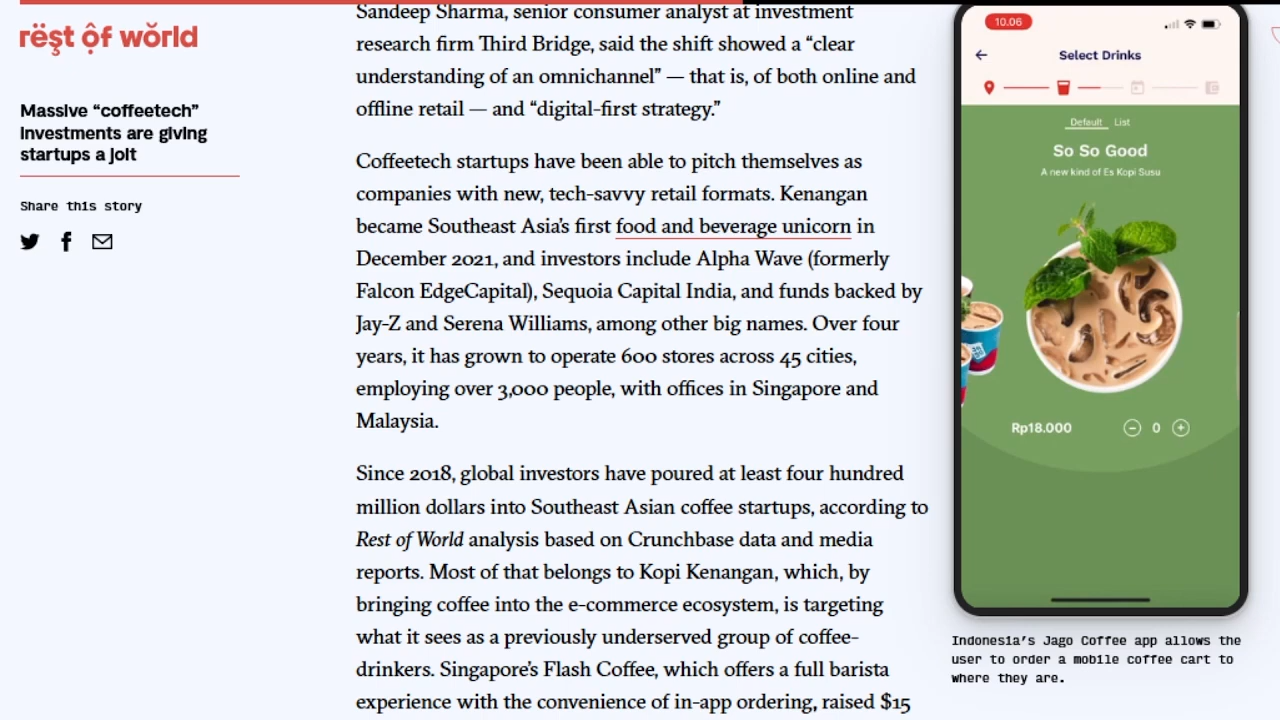 rëşt ộf wŏrld
Massive “coffeetech”
investments are giving
startups a jolt
Share this story
Sandeep Sharma, senior consumer analyst at investment
research firm Third Bridge, said the shift showed a “clear
understanding of an omnichannel” — that is, of both online and
offline retail — and “digital-first strategy.”
Coffeetech startups have been able to pitch themselves as
companies with new, tech-savvy retail formats. Kenangan
became Southeast Asia’s first food and beverage unicorn in
December 2021, and investors include Alpha Wave (formerly
Falcon EdgeCapital), Sequoia Capital India, and funds backed by
Jay-Z and Serena Williams, among other big names. Over four
years, it has grown to operate 600 stores across 45 cities,
employing over 3,000 people, with offices in Singapore and
Malaysia.
Since 2018, global investors have poured at least four hundred
million dollars into Southeast Asian coffee startups, according to
Rest of World analysis based on Crunchbase data and media
reports. Most of that belongs to Kopi Kenangan, which, by
bringing coffee into the e-commerce ecosystem, is targeting
what it sees as a previously underserved group of coffee-
drinkers. Singapore’s Flash Coffee, which offers a full barista
experience with the convenience of in-app ordering, raised $15
10.06
Select Drinks
Default List
So So Good
A new kind of Es Kopi Susu
Rp18.000 0
Indonesia’s Jago Coffee app allows the
user to order a mobile coffee cart to
where they are.